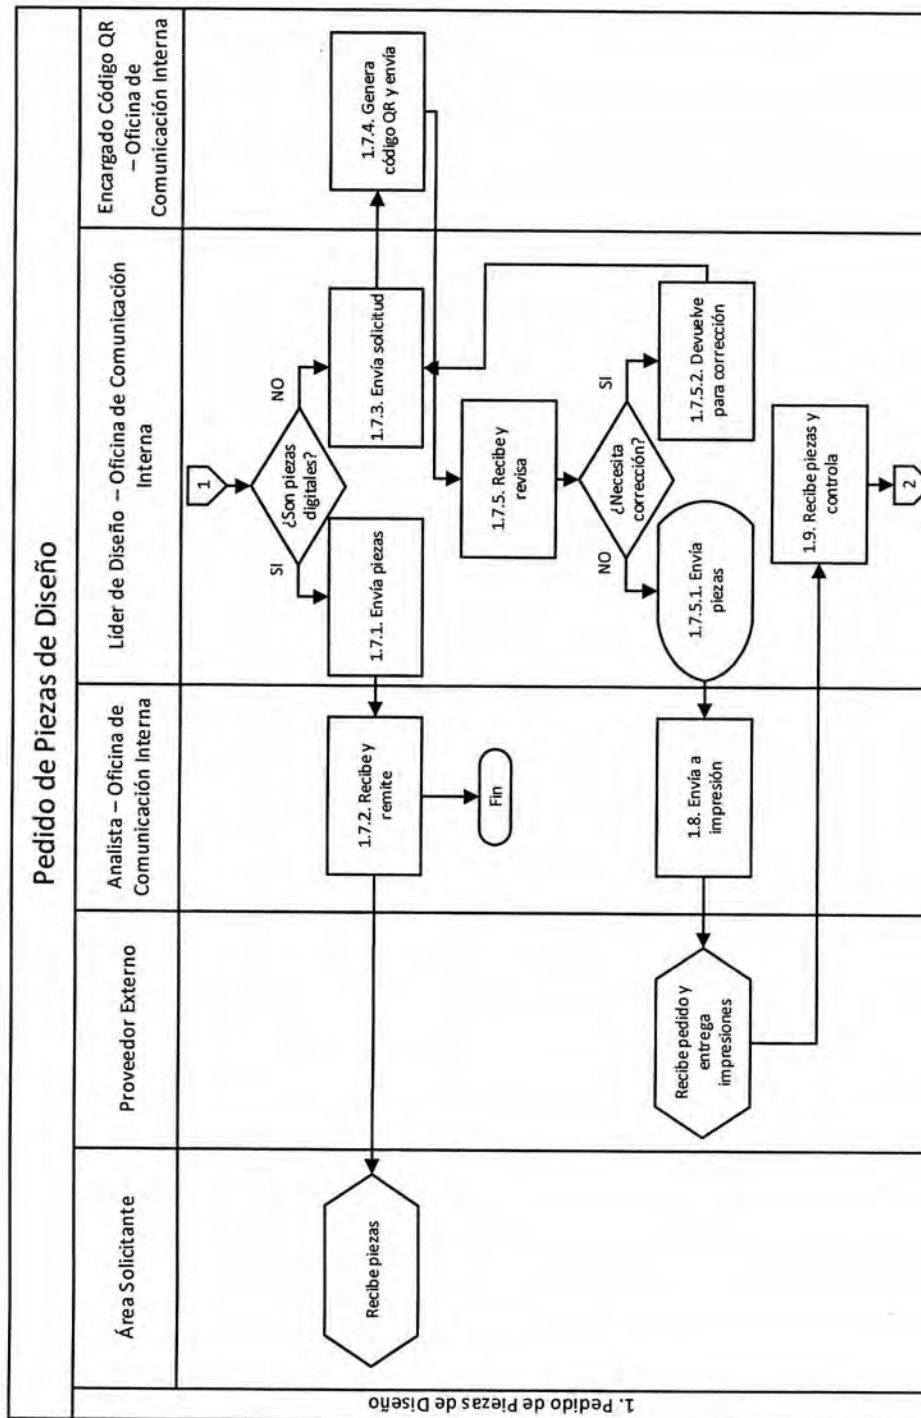 Pedido de Piezas de Diseño
Área Solicitante
Proveedor Externo
Analista – Oficina de
Comunicación Interna
Líder de Diseño – Oficina de Comunicación
Interna
Encargado Código QR
– Oficina de
Comunicación Interna
1. Pedido de Piezas de Diseño
1
¿Son piezas
digitales?
SI
NO
Recibe piezas
1.7.2. Recibe y
remite
1.7.1. Envía piezas
1.7.3. Envía solicitud
1.7.4. Genera
código QR y envía
Fin
1.7.5. Recibe y
revisa
¿Necesita
corrección?
NO
SI
Recibe pedido y
entrega
impresiones
1.8. Envía a
impresión
1.7.5.1. Envía
piezas
1.7.5.2. Devuelve
para corrección
1.9. Recibe piezas y
controla
2